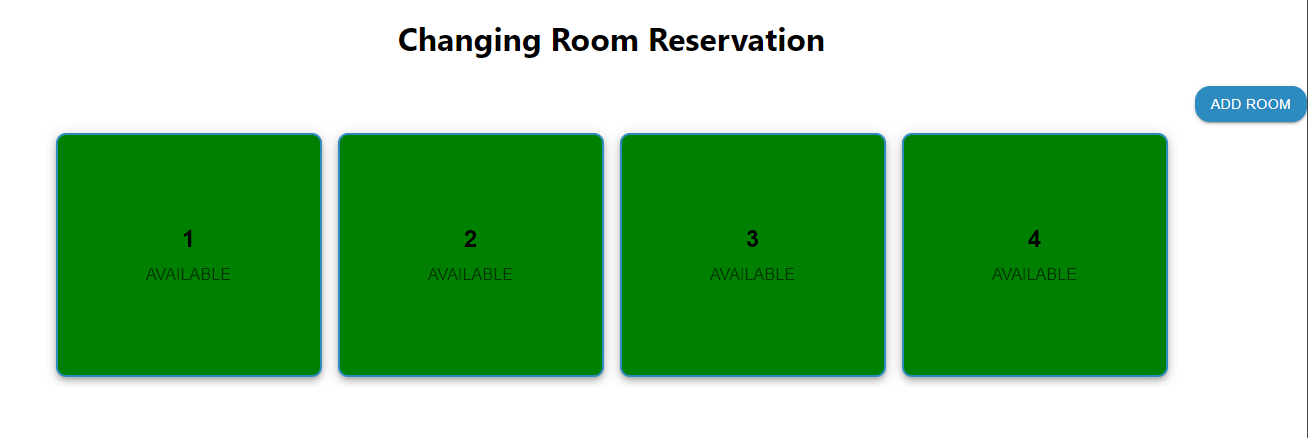 Changing Room Reservation
ADD ROOM
1
AVAILABLE
2
AVAILABLE
3
AVAILABLE
4
AVAILABLE